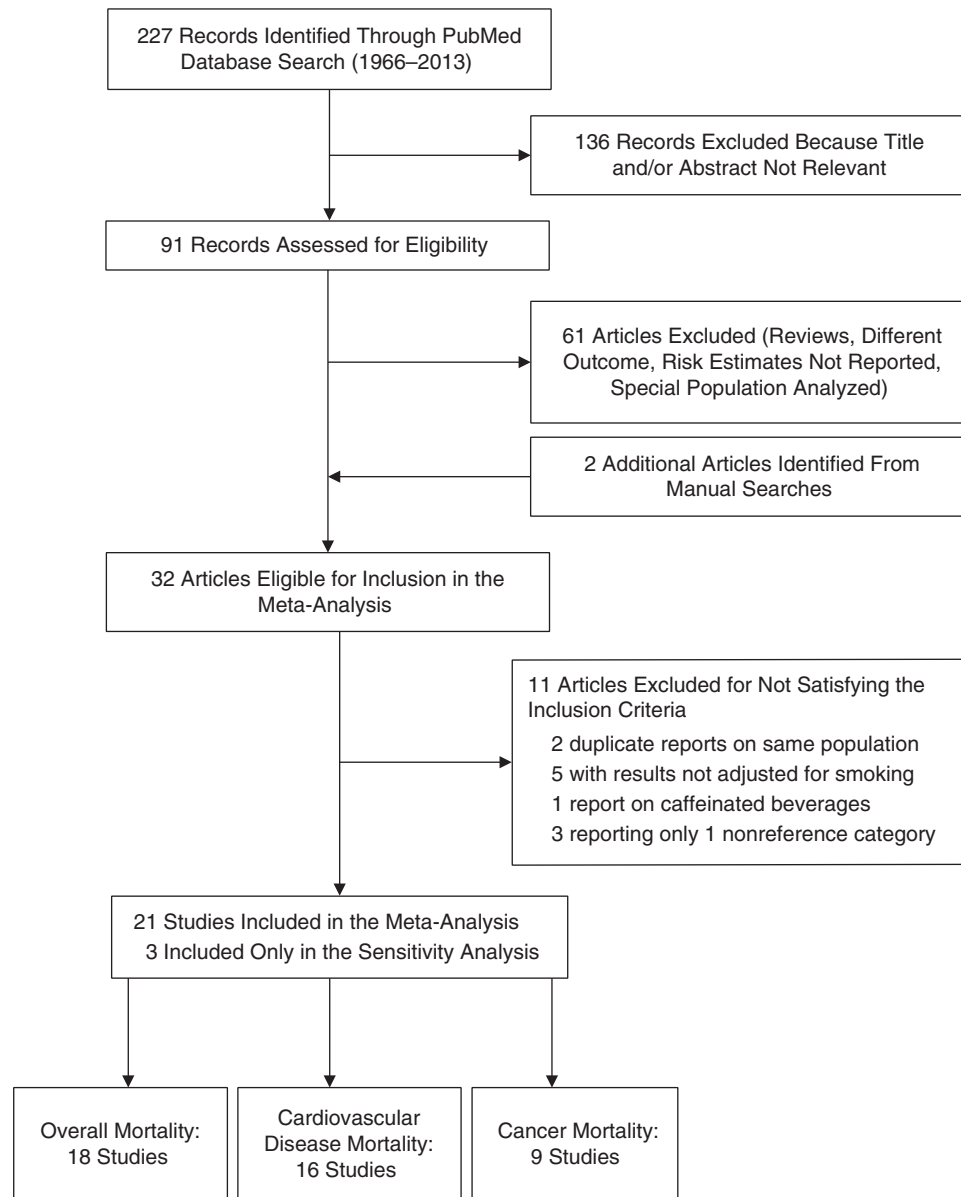 227 Records Identified Through PubMed
Database Search (1966–2013)
136 Records Excluded Because Title
and/or Abstract Not Relevant
91 Records Assessed for Eligibility
61 Articles Excluded (Reviews, Different
Outcome, Risk Estimates Not Reported,
Special Population Analyzed)
2 Additional Articles Identified From
Manual Searches
32 Articles Eligible for Inclusion in the
Meta-Analysis
11 Articles Excluded for Not Satisfying the
Inclusion Criteria
2 duplicate reports on same population
5 with results not adjusted for smoking
1 report on caffeinated beverages
3 reporting only 1 nonreference category
21 Studies Included in the Meta-Analysis
3 Included Only in the Sensitivity Analysis
Overall Mortality:
18 Studies
Cardiovascular
Disease Mortality:
16 Studies
Cancer Mortality:
9 Studies